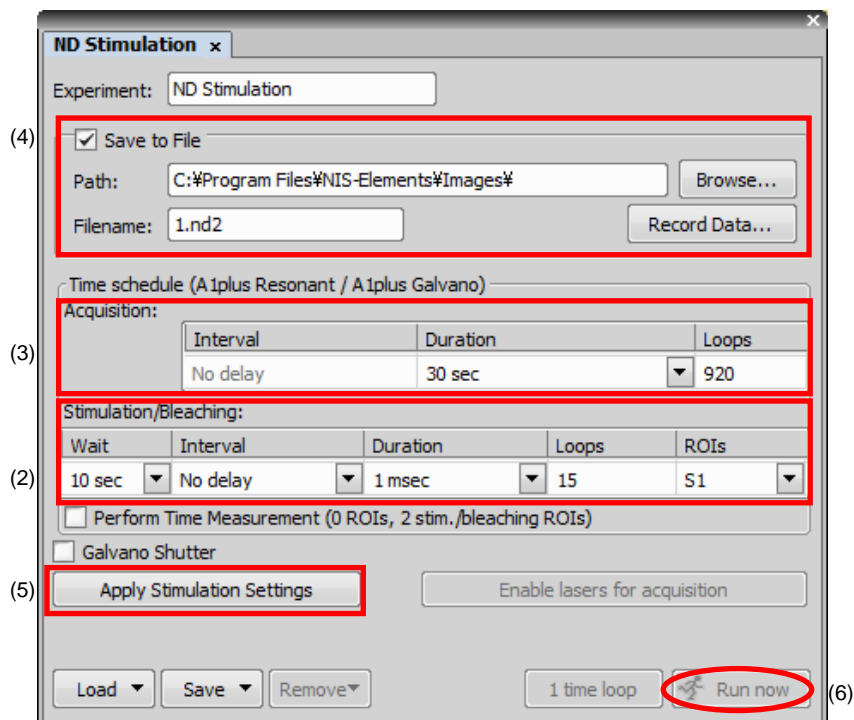 ×
ND Stimulation x
Experiment: ND Stimulation
(4) Save to File
Path: C:¥Program Files¥NIS-Elements¥Images¥ Browse...
Filename: 1.nd2 Record Data...
Time schedule (A1plus Resonant / A1plus Galvano)
Acquisition:
Interval Duration Loops
(3) No delay 30 sec 920
Stimulation/Bleaching:
Wait Interval Duration Loops ROIs
(2) 10 sec No delay 1 msec 15 S1
Perform Time Measurement (0 ROIs, 2 stim./bleaching ROIs)
Galvano Shutter
(5) Apply Stimulation Settings Enable lasers for acquisition
Load Save Remove 1 time loop Run now (6)